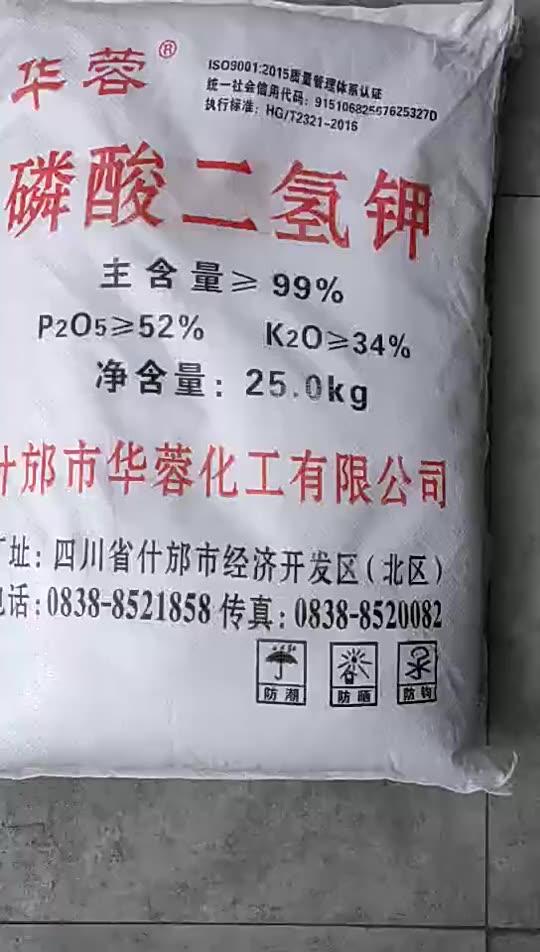 华蓉®
ISO9001:2015质量管理体系认证
统一社会信用代码：
执行标准：HG/T2321-2016
磷酸二氢钾
主含量≥99%
P2O5≥52% K2O≥34%
净含量：25.0kg
什邡市华蓉化工有限公司
厂址：四川省什邡市经济开发区（北区）
电话：0838-8521858 传真：0838-8520082
防潮 防晒 防钩